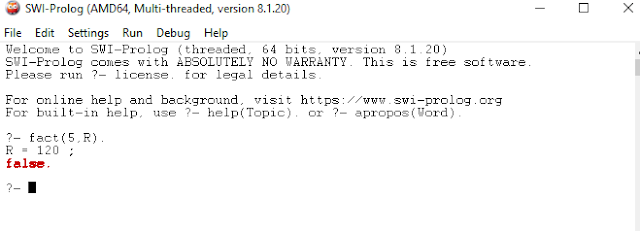 SWI-Prolog (AMD64, Multi-threaded, version 8.1.20)
File Edit Settings Run Debug Help
Welcome to SWI-Prolog (threaded, 64 bits, version 8.1.20)
SWI-Prolog comes with ABSOLUTELY NO WARRANTY. This is free software.
Please run ?- license. for legal details.
For online help and background, visit https://www.swi-prolog.org
For built-in help, use ?- help(Topic). or ?- apropos(Word).
?- fact(5,R).
R = 120 ;
false.
?-